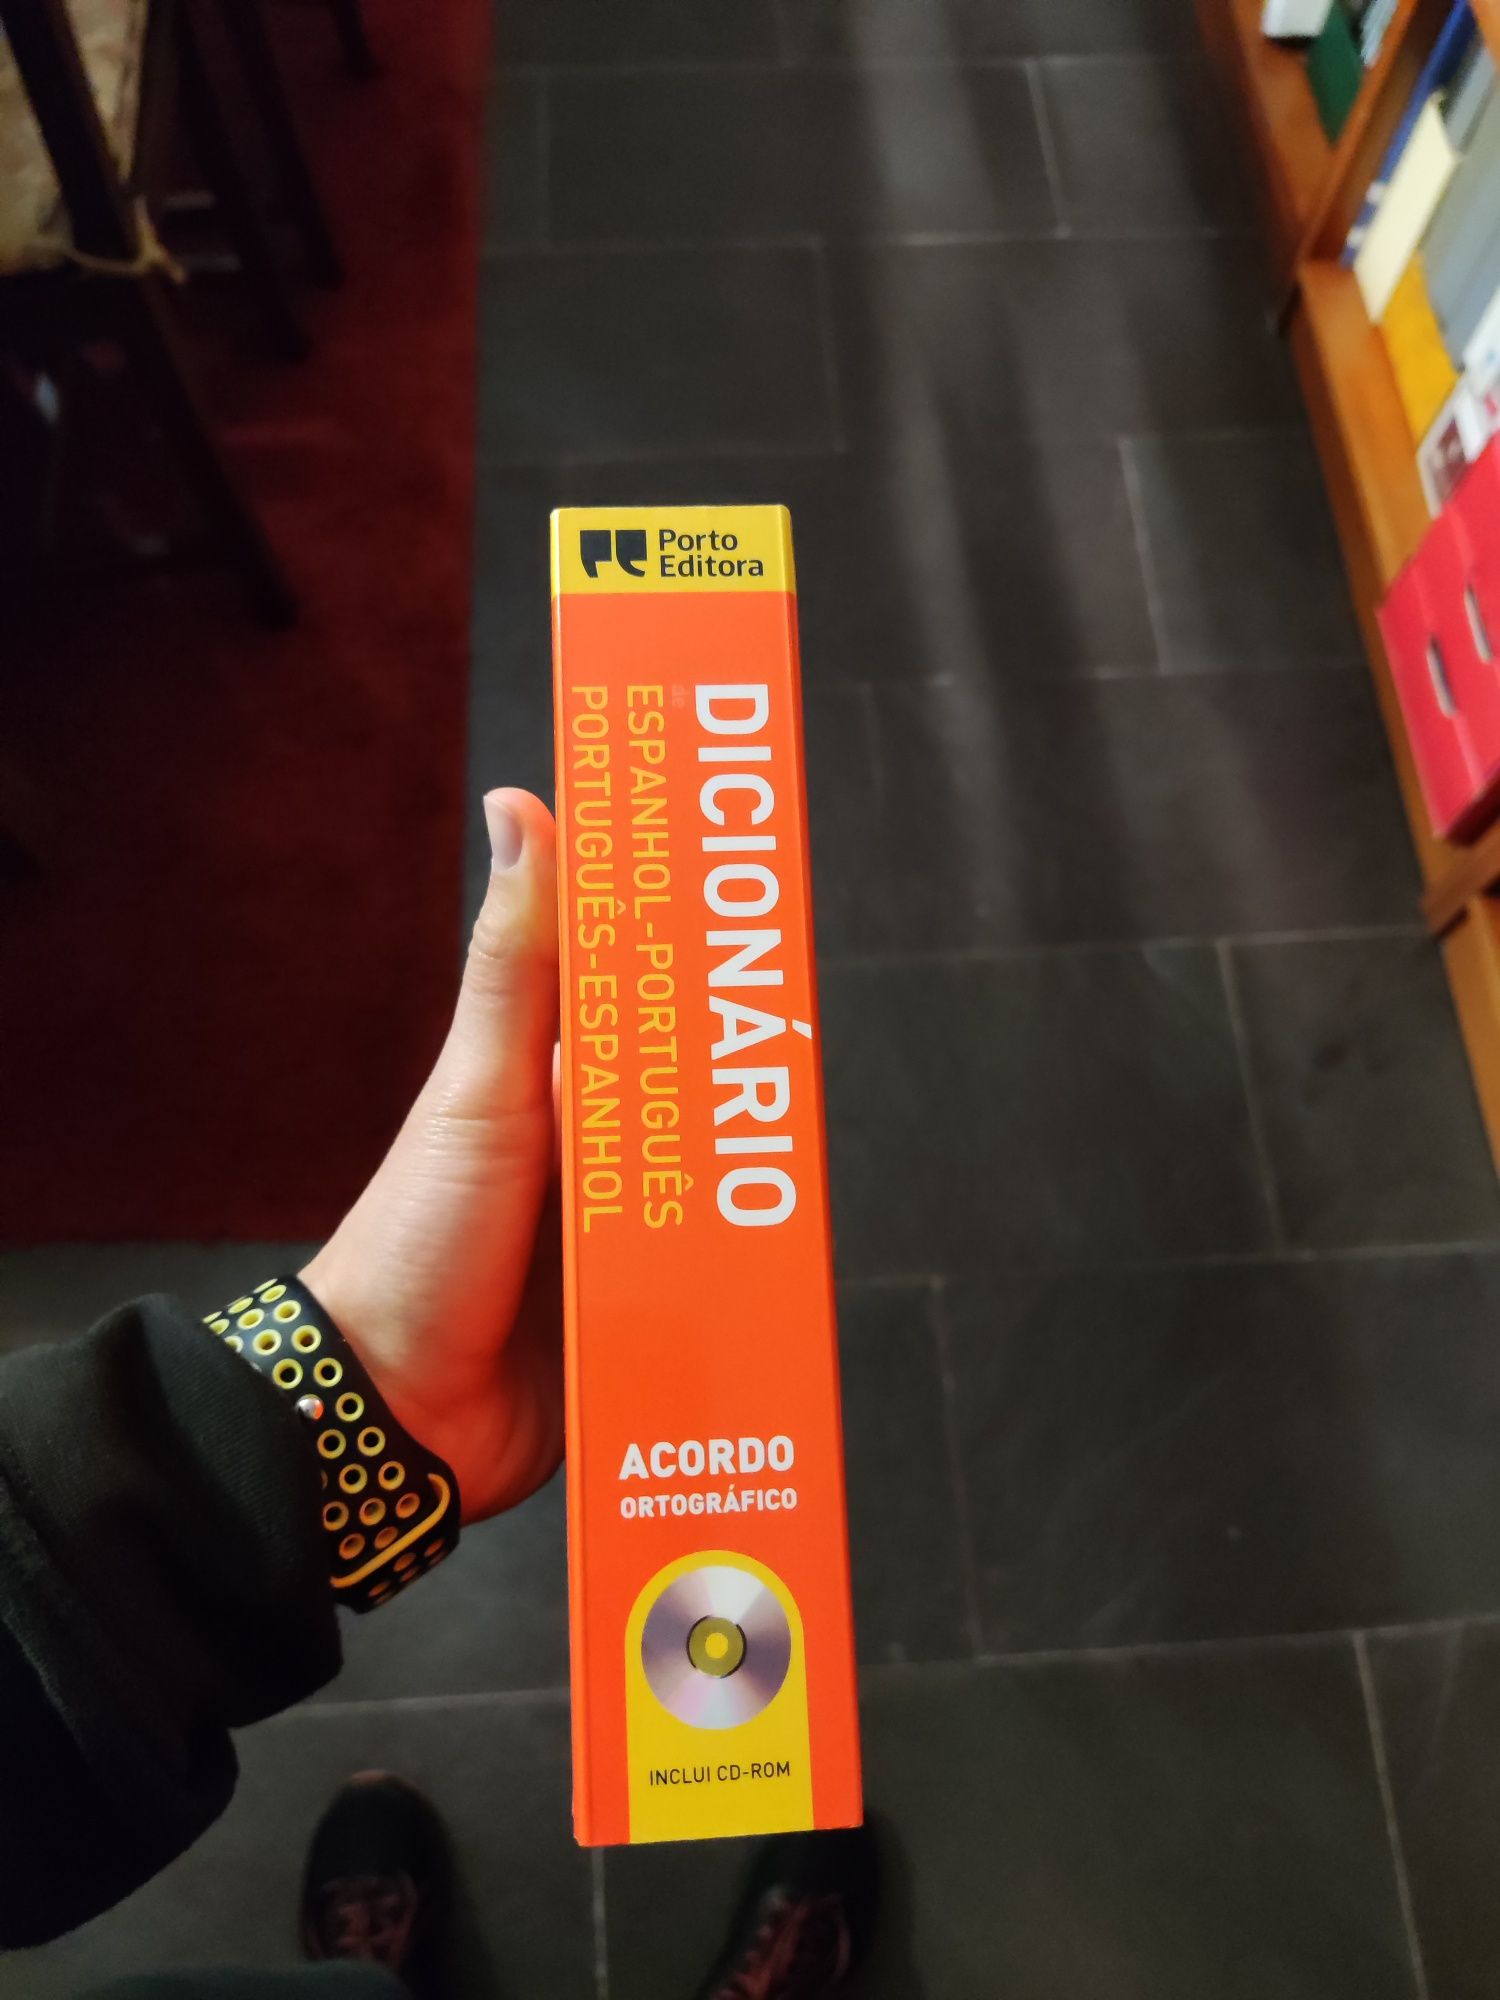 Porto
Editora
DICIONÁRIO
de
ESPANHOL-PORTUGUÊS
PORTUGUÊS-ESPANHOL
ACORDO
ORTOGRÁFICO
INCLUI CD-ROM